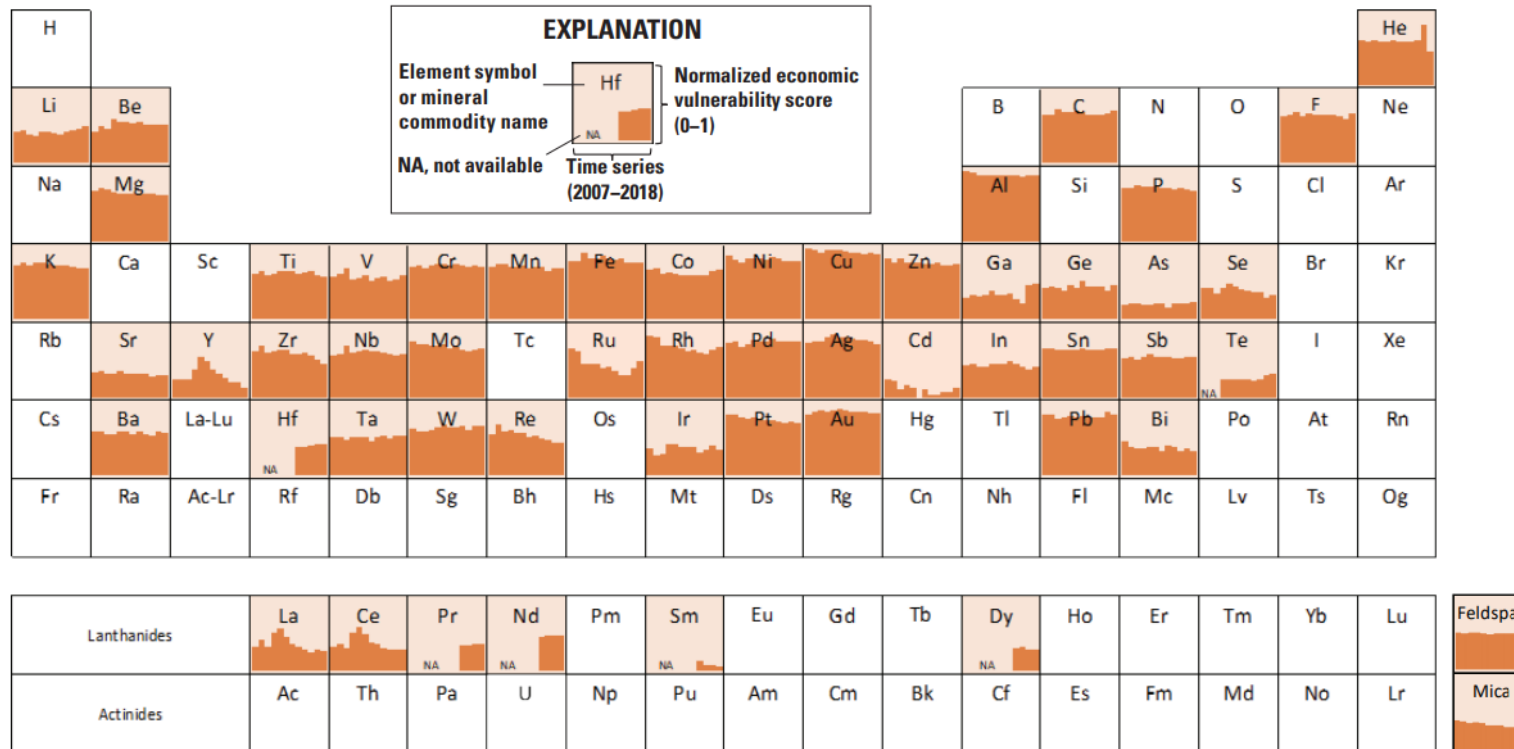 H
EXPLANATION
He
Element symbol
or mineral
commodity name
Hf
NA
Normalized economic
vulnerability score
(0–1)
NA, not available
Time series
(2007–2018)
Li Be B C N O F Ne
Na Mg Al Si P S Cl Ar
K Ca Sc Ti V Cr Mn Fe Co Ni Cu Zn Ga Ge As Se Br Kr
Rb Sr Y Zr Nb Mo Tc Ru Rh Pd Ag Cd In Sn Sb Te I Xe
NA
Cs Ba La-Lu Hf Ta W Re Os Ir Pt Au Hg Tl Pb Bi Po At Rn
NA
Fr Ra Ac-Lr Rf Db Sg Bh Hs Mt Ds Rg Cn Nh Fl Mc Lv Ts Og
Lanthanides La Ce Pr Nd Pm Sm Eu Gd Tb Dy Ho Er Tm Yb Lu Feldspa
NA NA NA NA
Actinides Ac Th Pa U Np Pu Am Cm Bk Cf Es Fm Md No Lr Mica